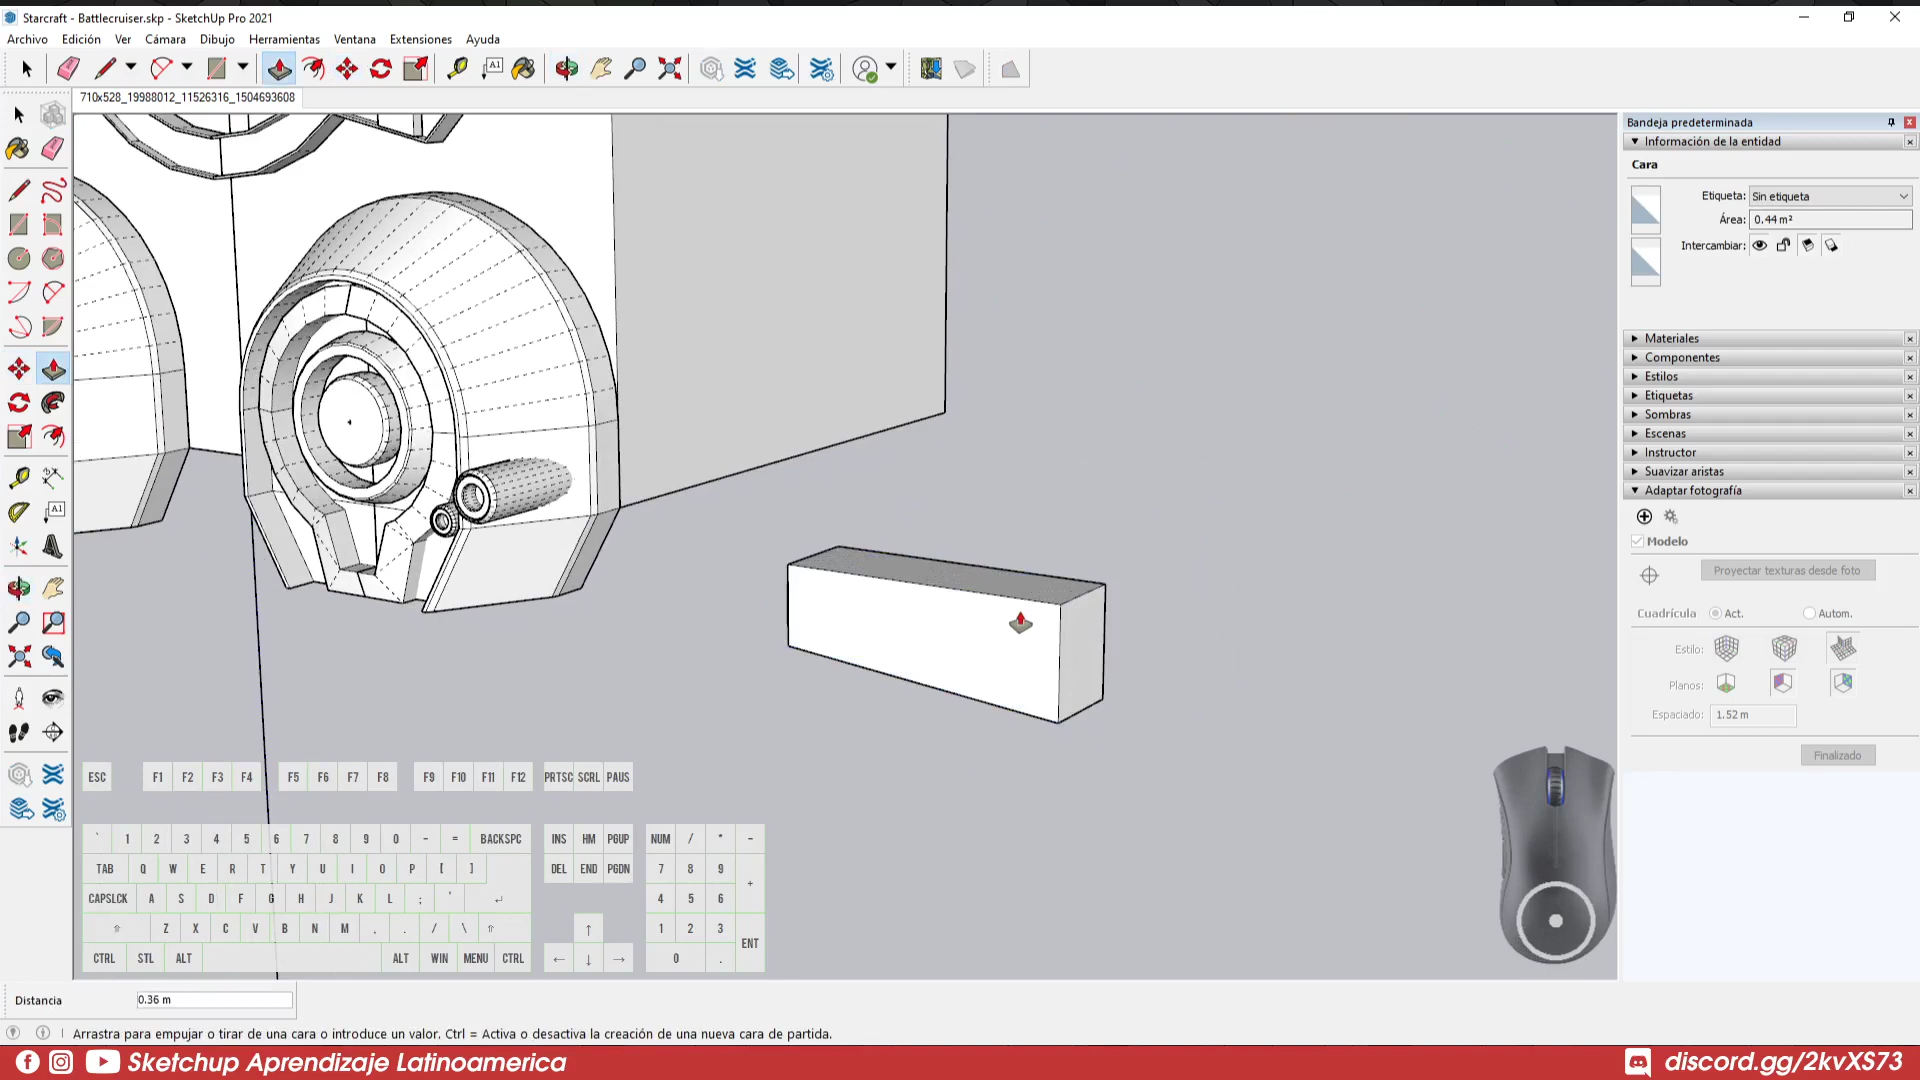 Starcraft - Battlecruiser.skp - SketchUp Pro 2021
Archivo Edición Ver Cámara Dibujo Herramientas Ventana Extensiones Ayuda
A1
710x528_19988012_11526316_1504693608
Bandeja predeterminada
Información de la entidad
Cara
Etiqueta: Sin etiqueta
Área: 0.44 m²
Intercambiar:
Materiales
Componentes
Estilos
Etiquetas
Sombras
Escenas
Instructor
Suavizar aristas
Adaptar fotografía
Modelo
Proyectar texturas desde foto
Cuadrícula Act. Autom.
Estilo:
Planos:
Espaciado: 1.52 m
Finalizado
A1
ESC F1 F2 F3 F4 F5 F6 F7 F8 F9 F10 F11 F12 PRTSC SCRL PAUS
` 1 2 3 4 5 6 7 8 9 0 - = BACKSPC INS HM PGUP NUM / * -
TAB Q W E R T Y U I O P [ ] DEL END PGDN 7 8 9 +
CAPSLCK A S D F G H J K L ; ' ↵ 4 5 6
⇧ Z X C V B N M , . / \ ⇧ ↑ 1 2 3 ENT
CTRL STL ALT ALT WIN MENU CTRL ← ↓ → 0 .
Distancia 0.36 m
Arrastra para empujar o tirar de una cara o introduce un valor. Ctrl = Activa o desactiva la creación de una nueva cara de partida.
Sketchup Aprendizaje Latinoamerica
discord.gg/2kvXS73